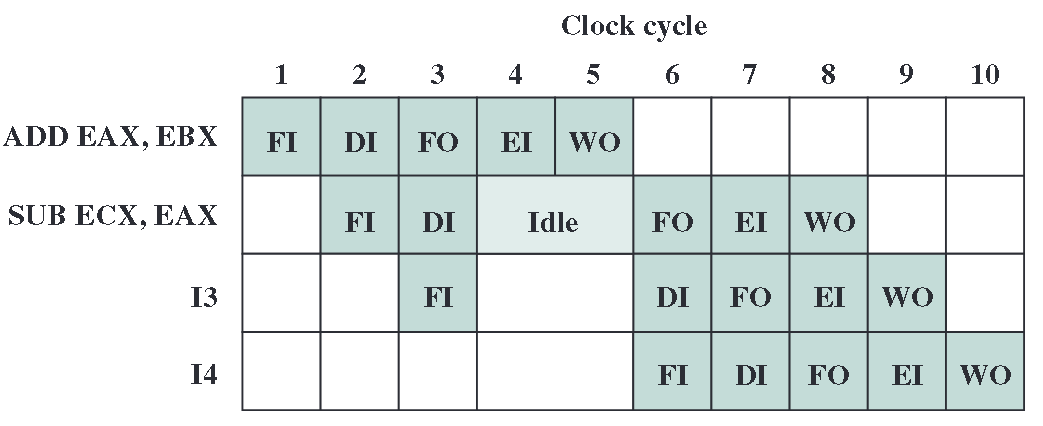 Clock cycle
1 2 3 4 5 6 7 8 9 10
ADD EAX, EBX FI DI FO EI WO
SUB ECX, EAX FI DI Idle FO EI WO
I3 FI DI FO EI WO
I4 FI DI FO EI WO